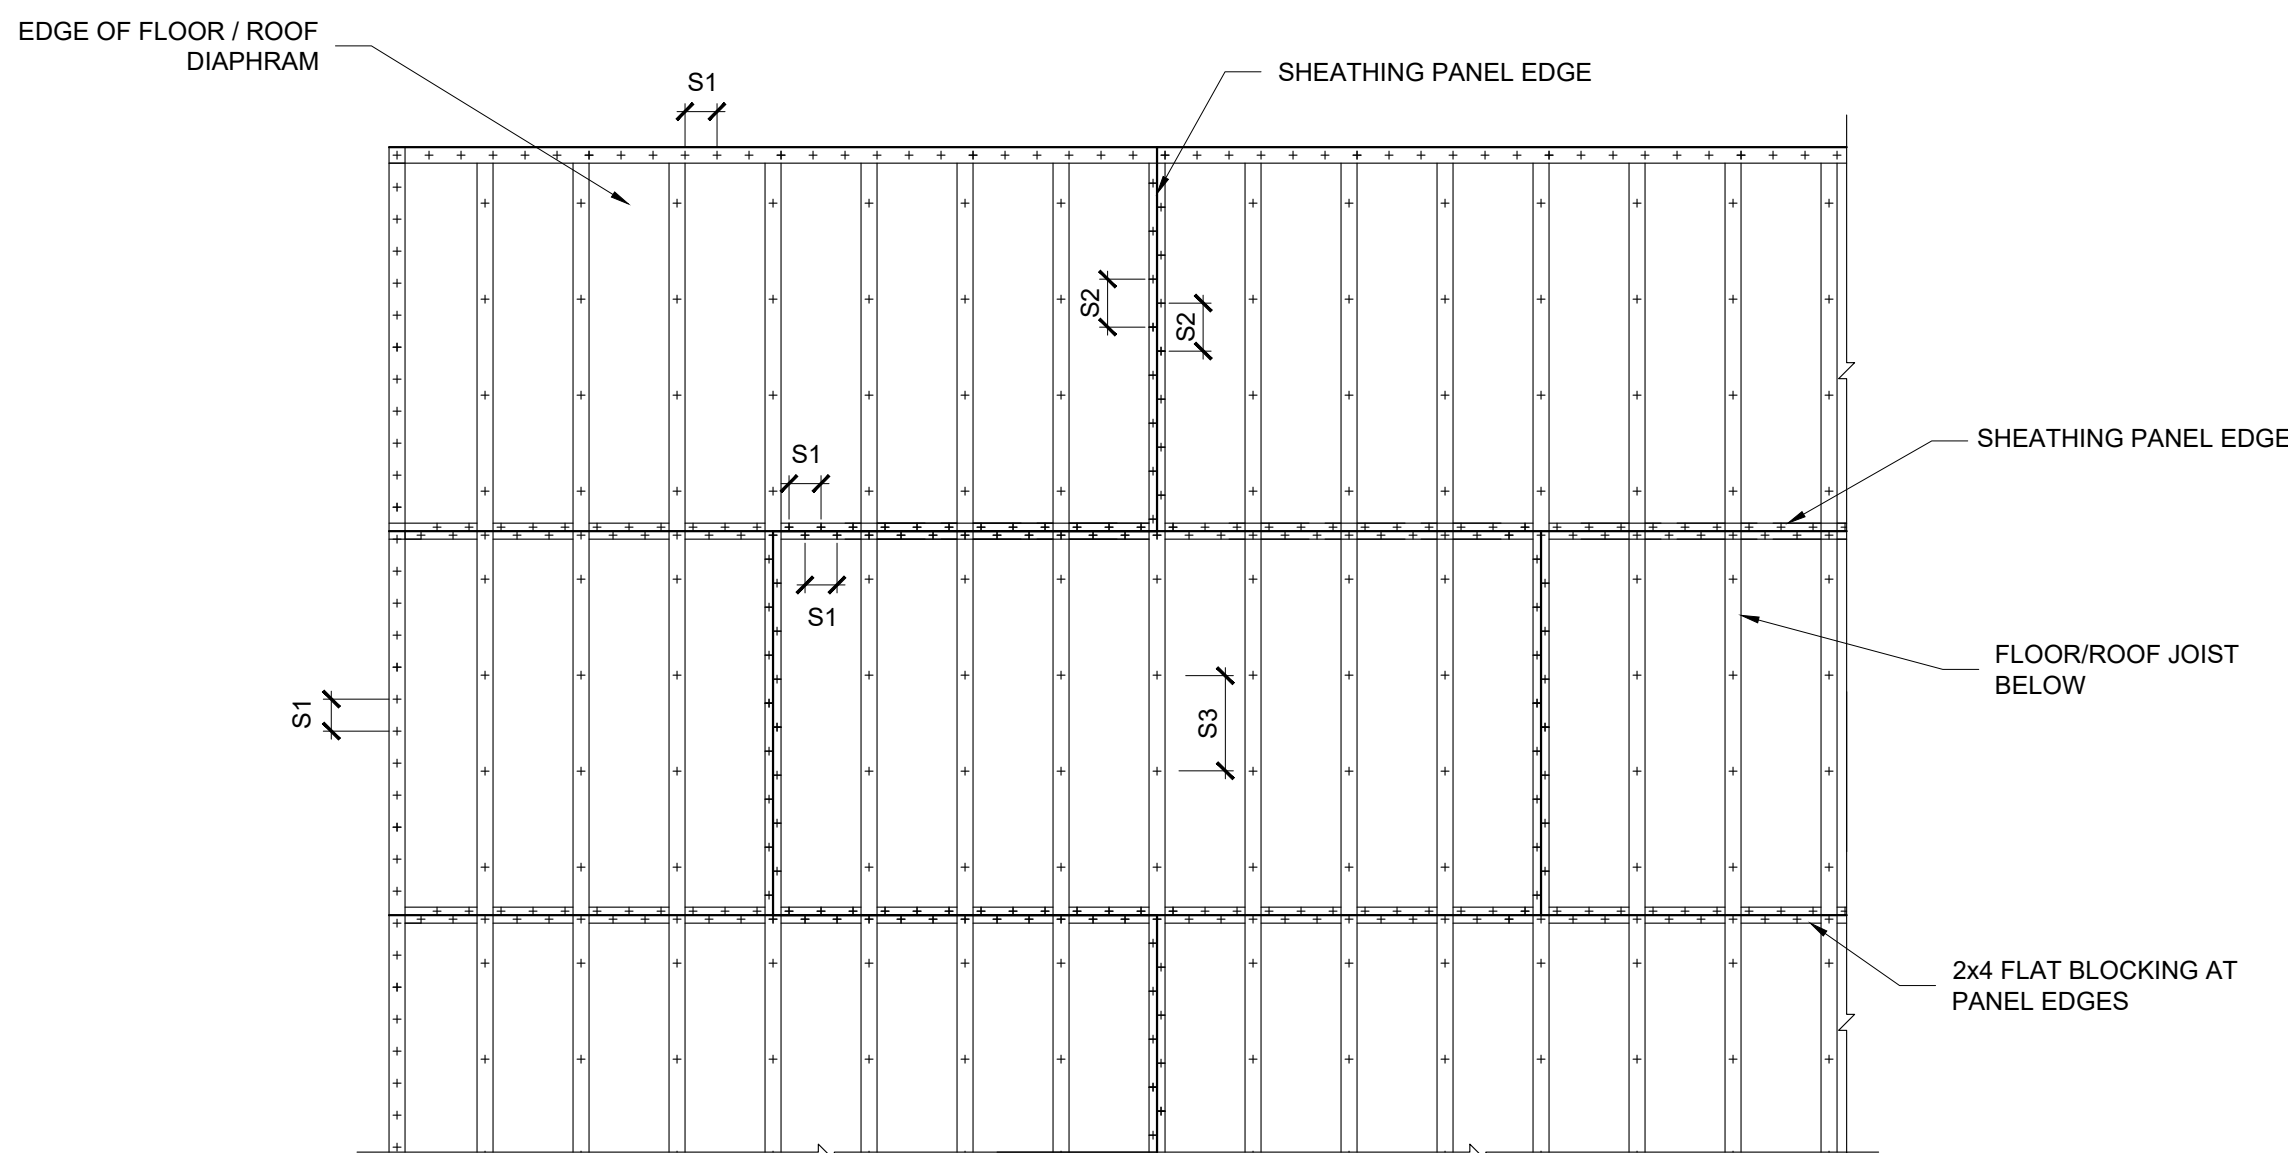 EDGE OF FLOOR / ROOF
DIAPHRAM
S1
SHEATHING PANEL EDGE
S2
S2
SHEATHING PANEL EDGE
S1
S1
FLOOR/ROOF JOIST
BELOW
S1
S3
2x4 FLAT BLOCKING AT
PANEL EDGES